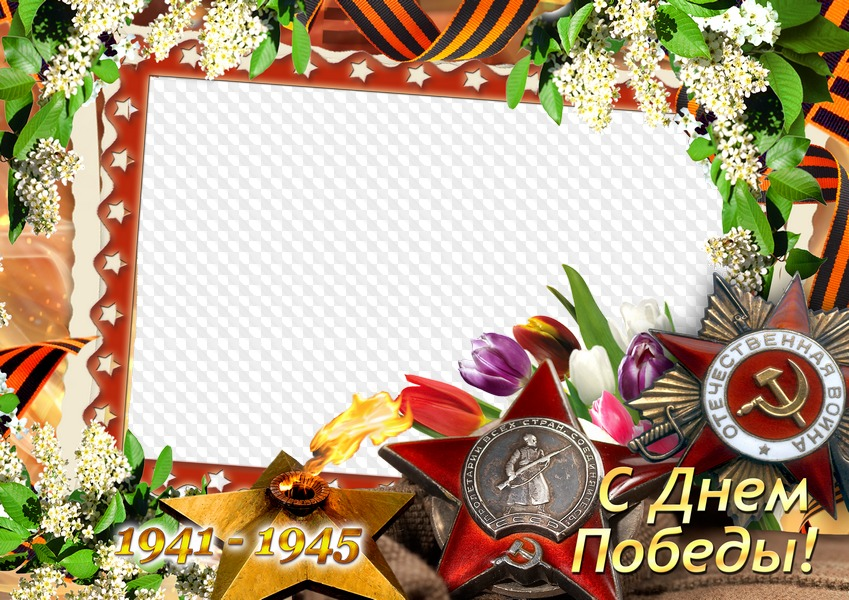 ОТЕЧЕСТВЕННАЯ ВОЙНА
ПРОЛЕТАРИИ ВСЕХ СТРАН, СОЕДИНЯЙТЕСЬ!
СССР
1941 - 1945
С Днем
Победы!